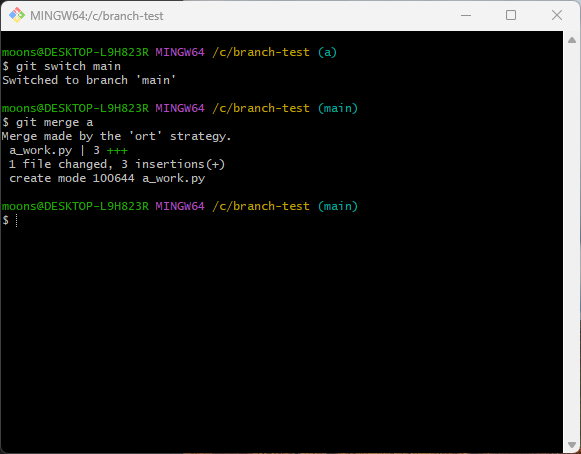 MINGW64:/c/branch-test
moons@DESKTOP-L9H823R MINGW64 /c/branch-test (a)
$ git switch main
Switched to branch 'main'
moons@DESKTOP-L9H823R MINGW64 /c/branch-test (main)
$ git merge a
Merge made by the 'ort' strategy.
 a_work.py | 3 +++
 1 file changed, 3 insertions(+)
 create mode 100644 a_work.py
moons@DESKTOP-L9H823R MINGW64 /c/branch-test (main)
$